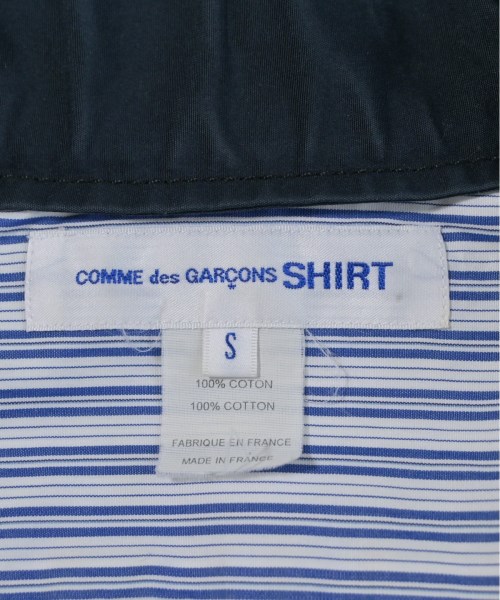 COMME des GARÇONS SHIRT
S
100% COTON
100% COTTON
FABRIQUE EN FRANCE
MADE IN FRANCE